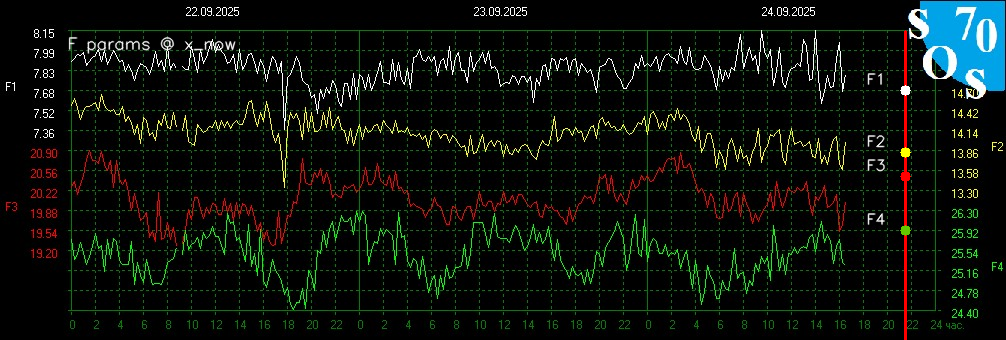 22.09.2025 23.09.2025 24.09.2025
SOS 70
F params @ x_now
8.15
7.99
7.83
7.68
7.52
7.36
F1
20.90
20.56
20.22
19.88
19.54
19.20
F3
F1
F2
F3
F4
14.70
14.42
14.14
13.86
13.58
13.30
F2
26.30
25.92
25.54
25.16
24.78
24.40
F4
0 2 4 6 8 10 12 14 16 18 20 22 0 2 4 6 8 10 12 14 16 18 20 22 0 2 4 6 8 10 12 14 16 18 20 22 24 час.